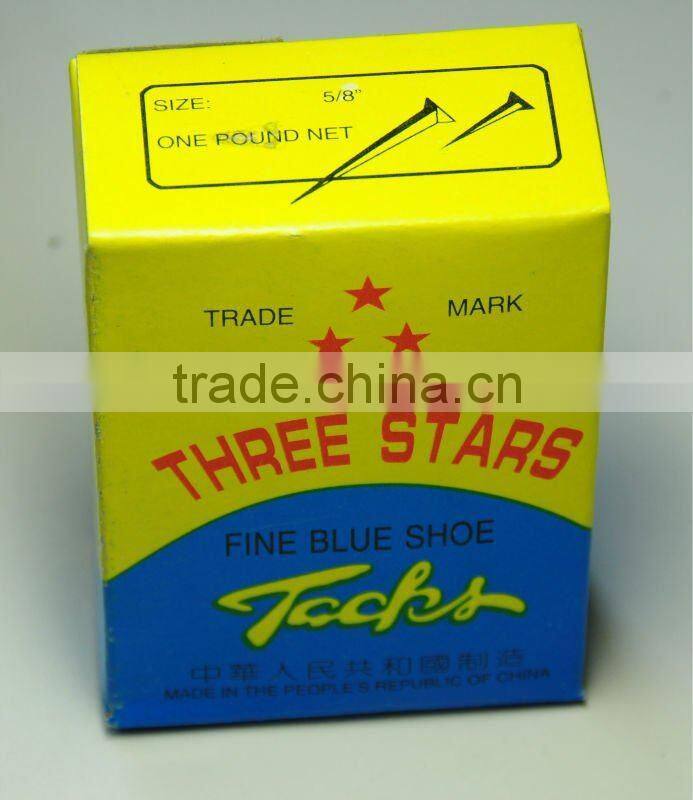 SIZE: 5/8"
ONE POUND NET
TRADE MARK
trade.china.cn
THREE STARS
FINE BLUE SHOE
Tacks
中華人民共和國制造
MADE IN THE PEOPLE'S REPUBLIC OF CHINA